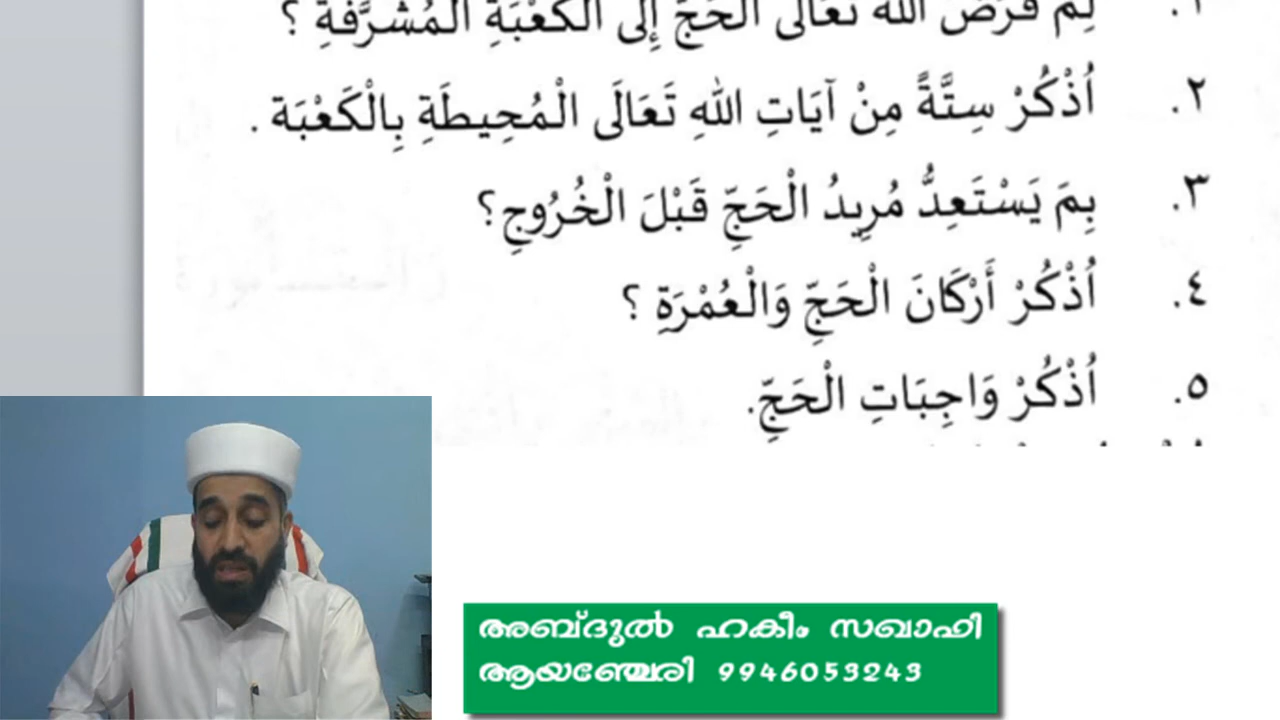 ١. لِمَ فَرَضَ اللهُ تَعَالَى الْحَجَّ إِلَى الْكَعْبَةِ الْمُشَرَّفَةِ ؟
٢. اُذْكُرْ سِتَّةً مِنْ آيَاتِ اللهِ تَعَالَى الْمُحِيطَةِ بِالْكَعْبَة .
٣. بِمَ يَسْتَعِدُّ مُرِيدُ الْحَجِّ قَبْلَ الْخُرُوجِ؟
٤. اُذْكُرْ أَرْكَانَ الْحَجِّ وَالْعُمْرَةِ ؟
٥. اُذْكُرْ وَاجِبَاتِ الْحَجِّ.
അബ്ദുൽ ഹകീം സഖാഫി
ആയഞ്ചേരി 9946053243